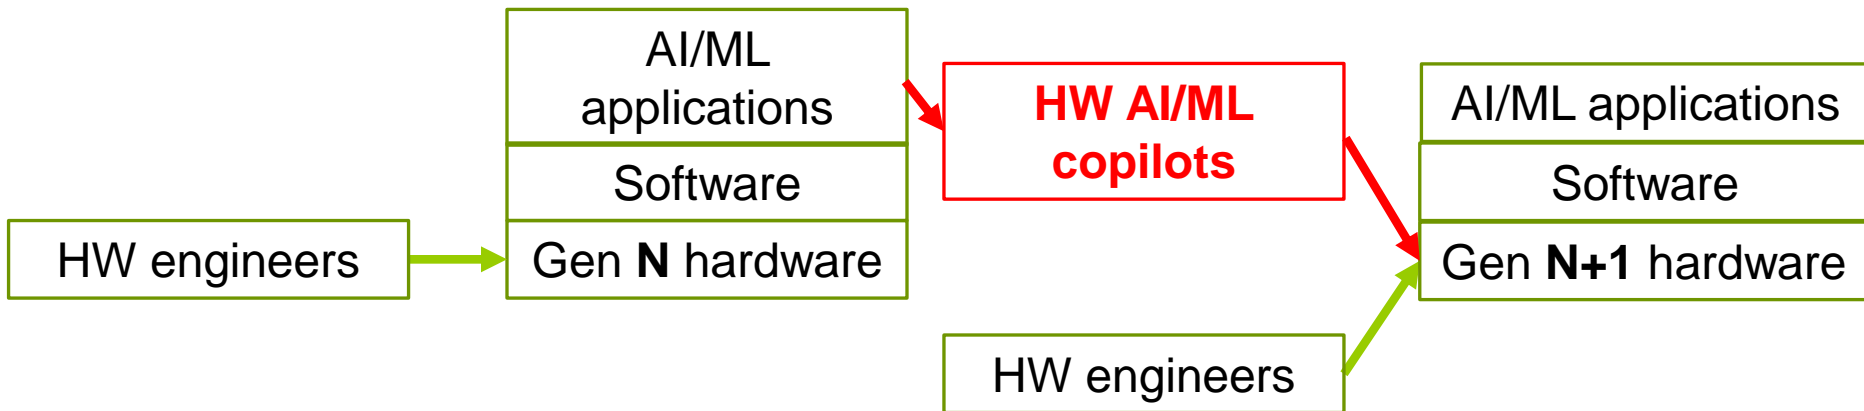 HW engineers
AI/ML
applications
Software
Gen N hardware
HW AI/ML
copilots
HW engineers
AI/ML applications
Software
Gen N+1 hardware